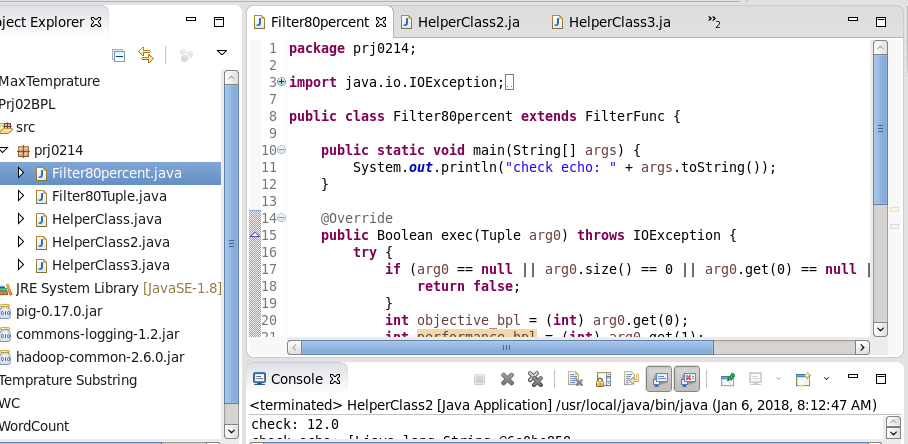 ject Explorer
MaxTemprature
Prj02BPL
src
prj0214
Filter80percent.java
Filter80Tuple.java
HelperClass.java
HelperClass2.java
HelperClass3.java
JRE System Library [JavaSE-1.8]
pig-0.17.0.jar
commons-logging-1.2.jar
hadoop-common-2.6.0.jar
Temprature Substring
WC
WordCount
Filter80percent HelperClass2.ja HelperClass3.ja »2
1 package prj0214;
2
3 import java.io.IOException;
7
8 public class Filter80percent extends FilterFunc {
9
10 public static void main(String[] args) {
11 System.out.println("check echo: " + args.toString());
12 }
13
14 @Override
15 public Boolean exec(Tuple arg0) throws IOException {
16 try {
17 if (arg0 == null || arg0.size() == 0 || arg0.get(0) == null |
18 return false;
19 }
20 int objective_bpl = (int) arg0.get(0);
21 int performance_bpl = (int) arg0.get(1);
Console
<terminated> HelperClass2 [Java Application] /usr/local/java/bin/java (Jan 6, 2018, 8:12:47 AM)
check: 12.0